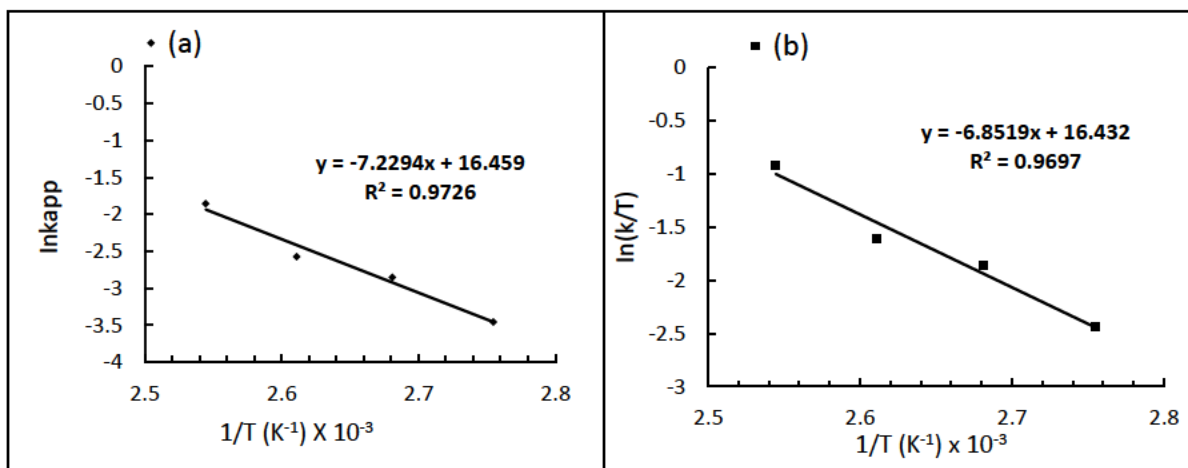 (a)
0
-0.5
-1
-1.5
-2
-2.5
-3
-3.5
-4
lnkapp
y = -7.2294x + 16.459
R² = 0.9726
2.5 2.6 2.7 2.8
1/T (K⁻¹) X 10⁻³
(b)
0
-0.5
-1
-1.5
-2
-2.5
-3
ln(k/T)
y = -6.8519x + 16.432
R² = 0.9697
2.5 2.6 2.7 2.8
1/T (K⁻¹) x 10⁻³